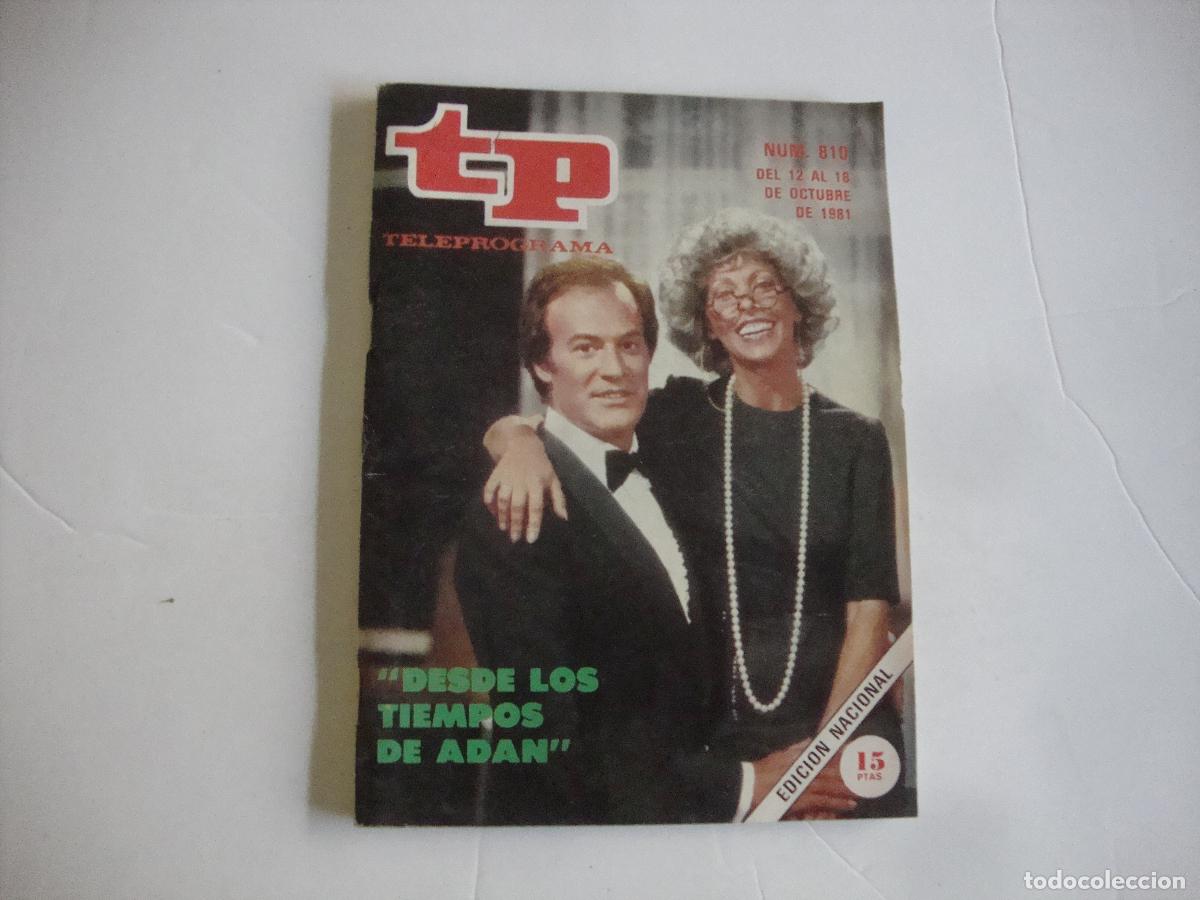 tp
TELEPROGRAMA
NUM. 810
DEL 12 AL 18
DE OCTUBRE
DE 1981
"DESDE LOS
TIEMPOS
DE ADAN"
EDICION NACIONAL
15
PTAS
todocoleccion